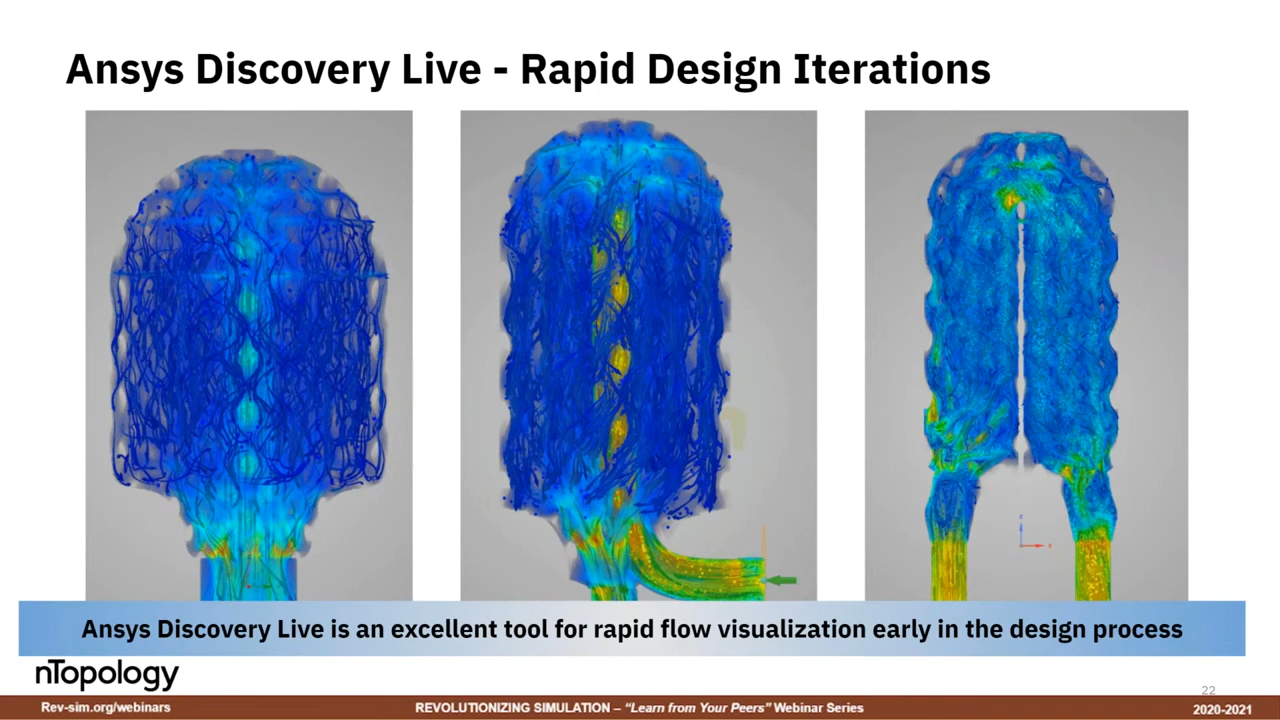 Ansys Discovery Live - Rapid Design Iterations
z
x
Ansys Discovery Live is an excellent tool for rapid flow visualization early in the design process
nTopology
22
Rev-sim.org/webinars
REVOLUTIONIZING SIMULATION – “Learn from Your Peers” Webinar Series
2020-2021